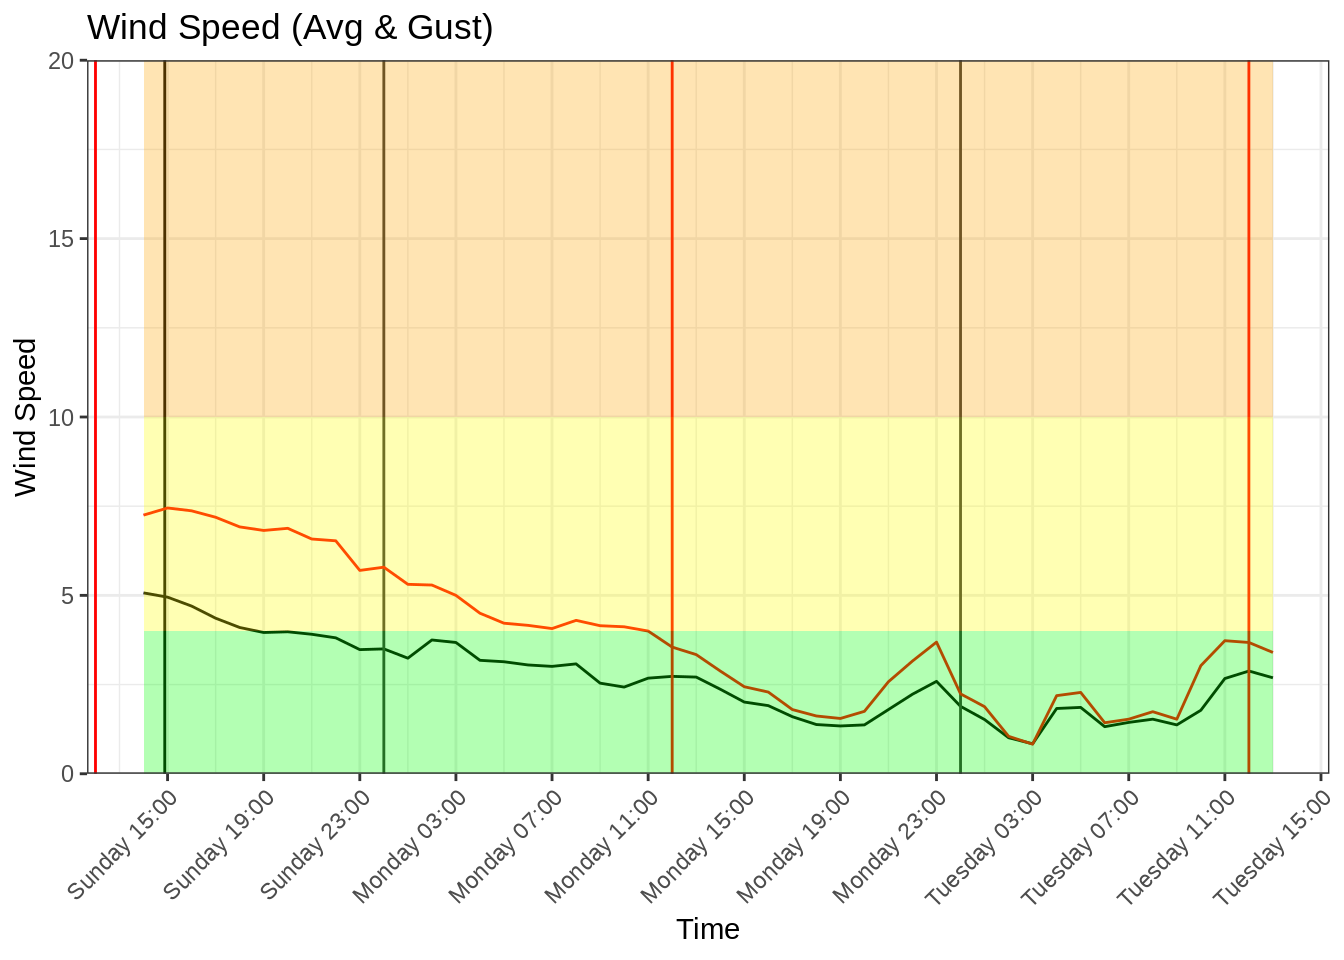 Wind Speed (Avg & Gust)
Wind Speed
20
15
10
5
0
Sunday 15:00
Sunday 19:00
Sunday 23:00
Monday 03:00
Monday 07:00
Monday 11:00
Monday 15:00
Monday 19:00
Monday 23:00
Tuesday 03:00
Tuesday 07:00
Tuesday 11:00
Tuesday 15:00
Time